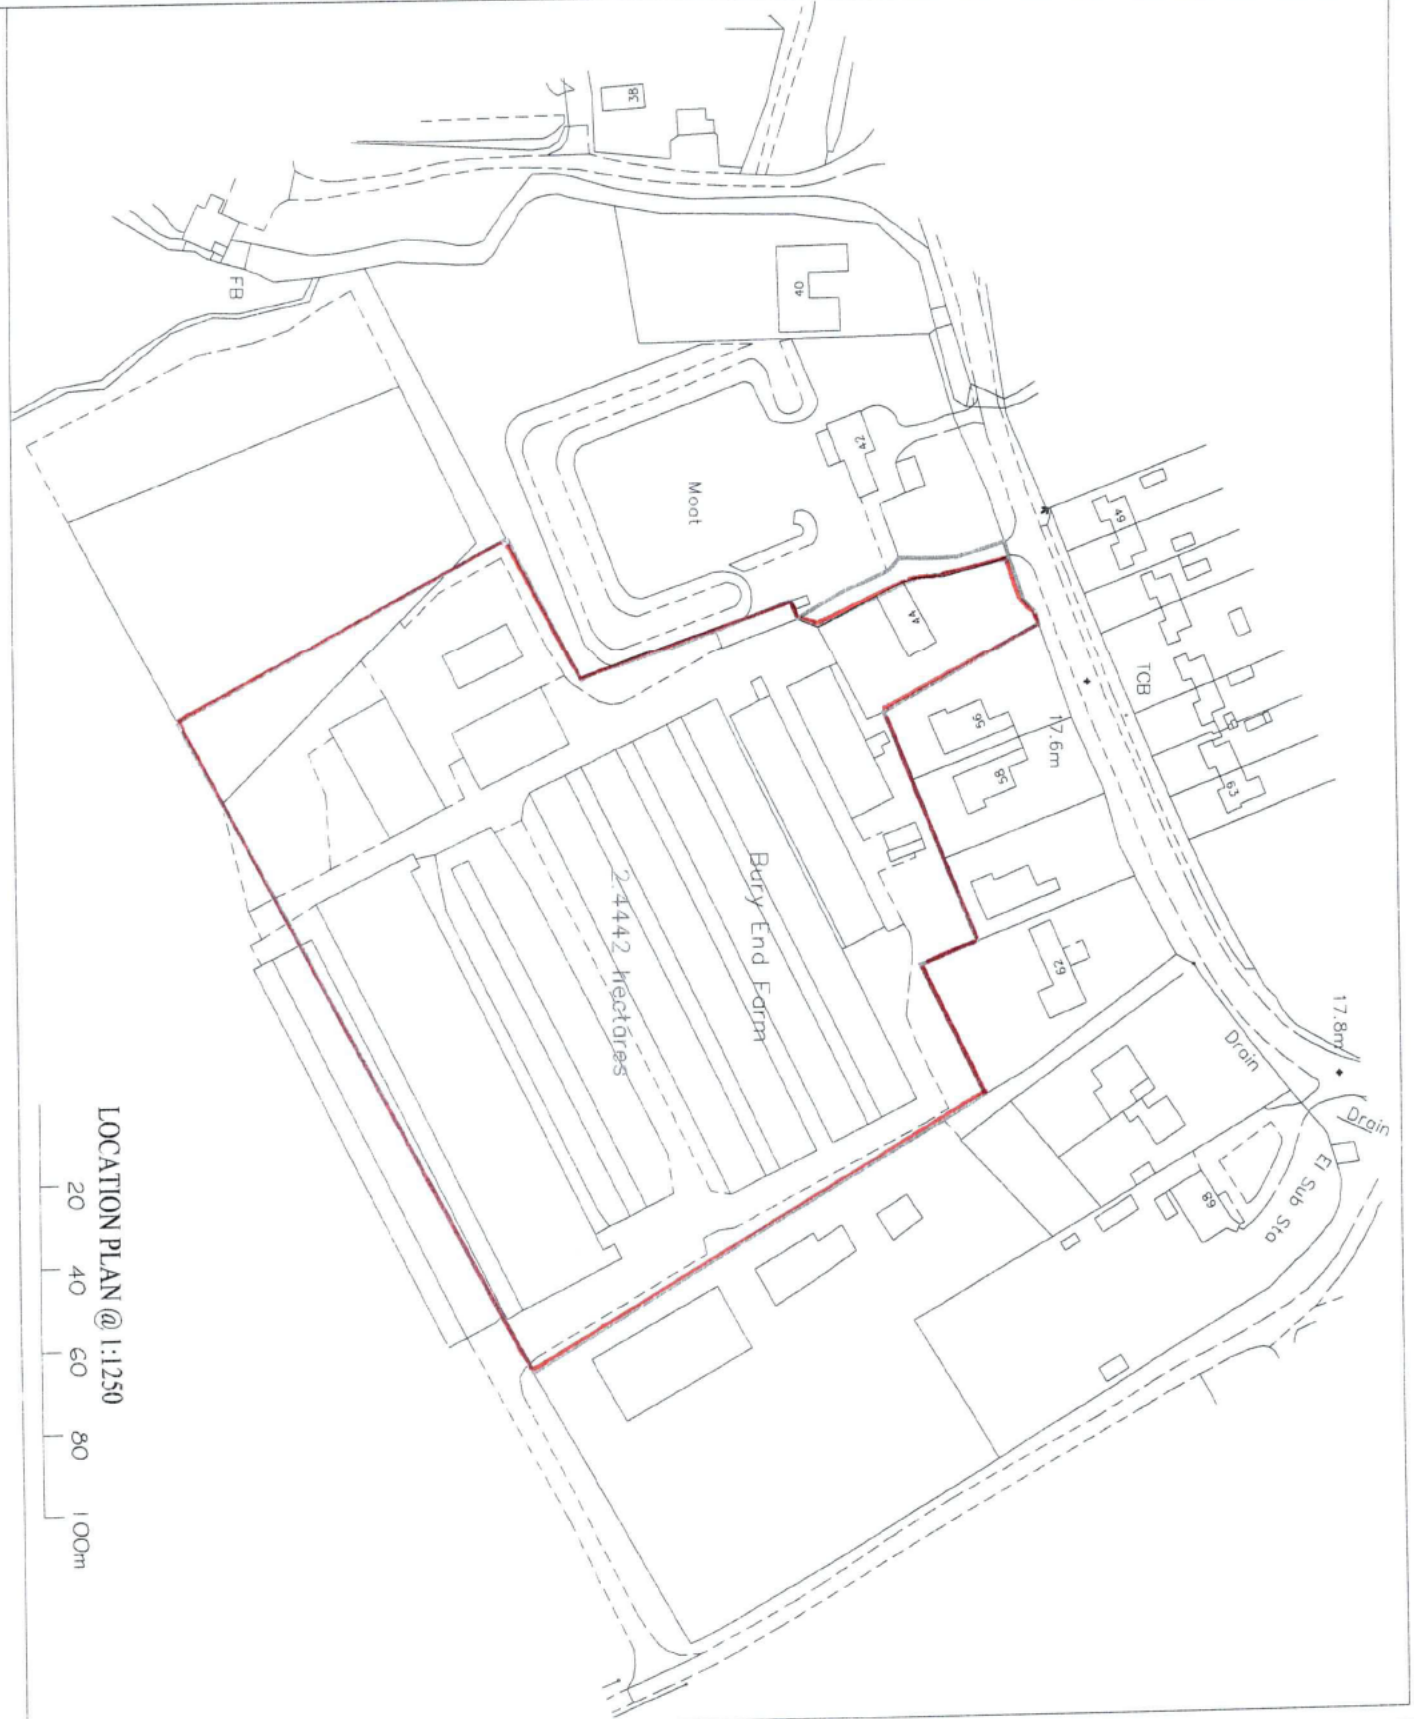 38
FB
40
42
Moat
44
49
TCB
17.6m
56
58
63
62
Bury End Farm
2.4442 hectares
17.8m
Drain
Drain
El Sub Sta
68
LOCATION PLAN @ 1:1250
20 40 60 80 100m